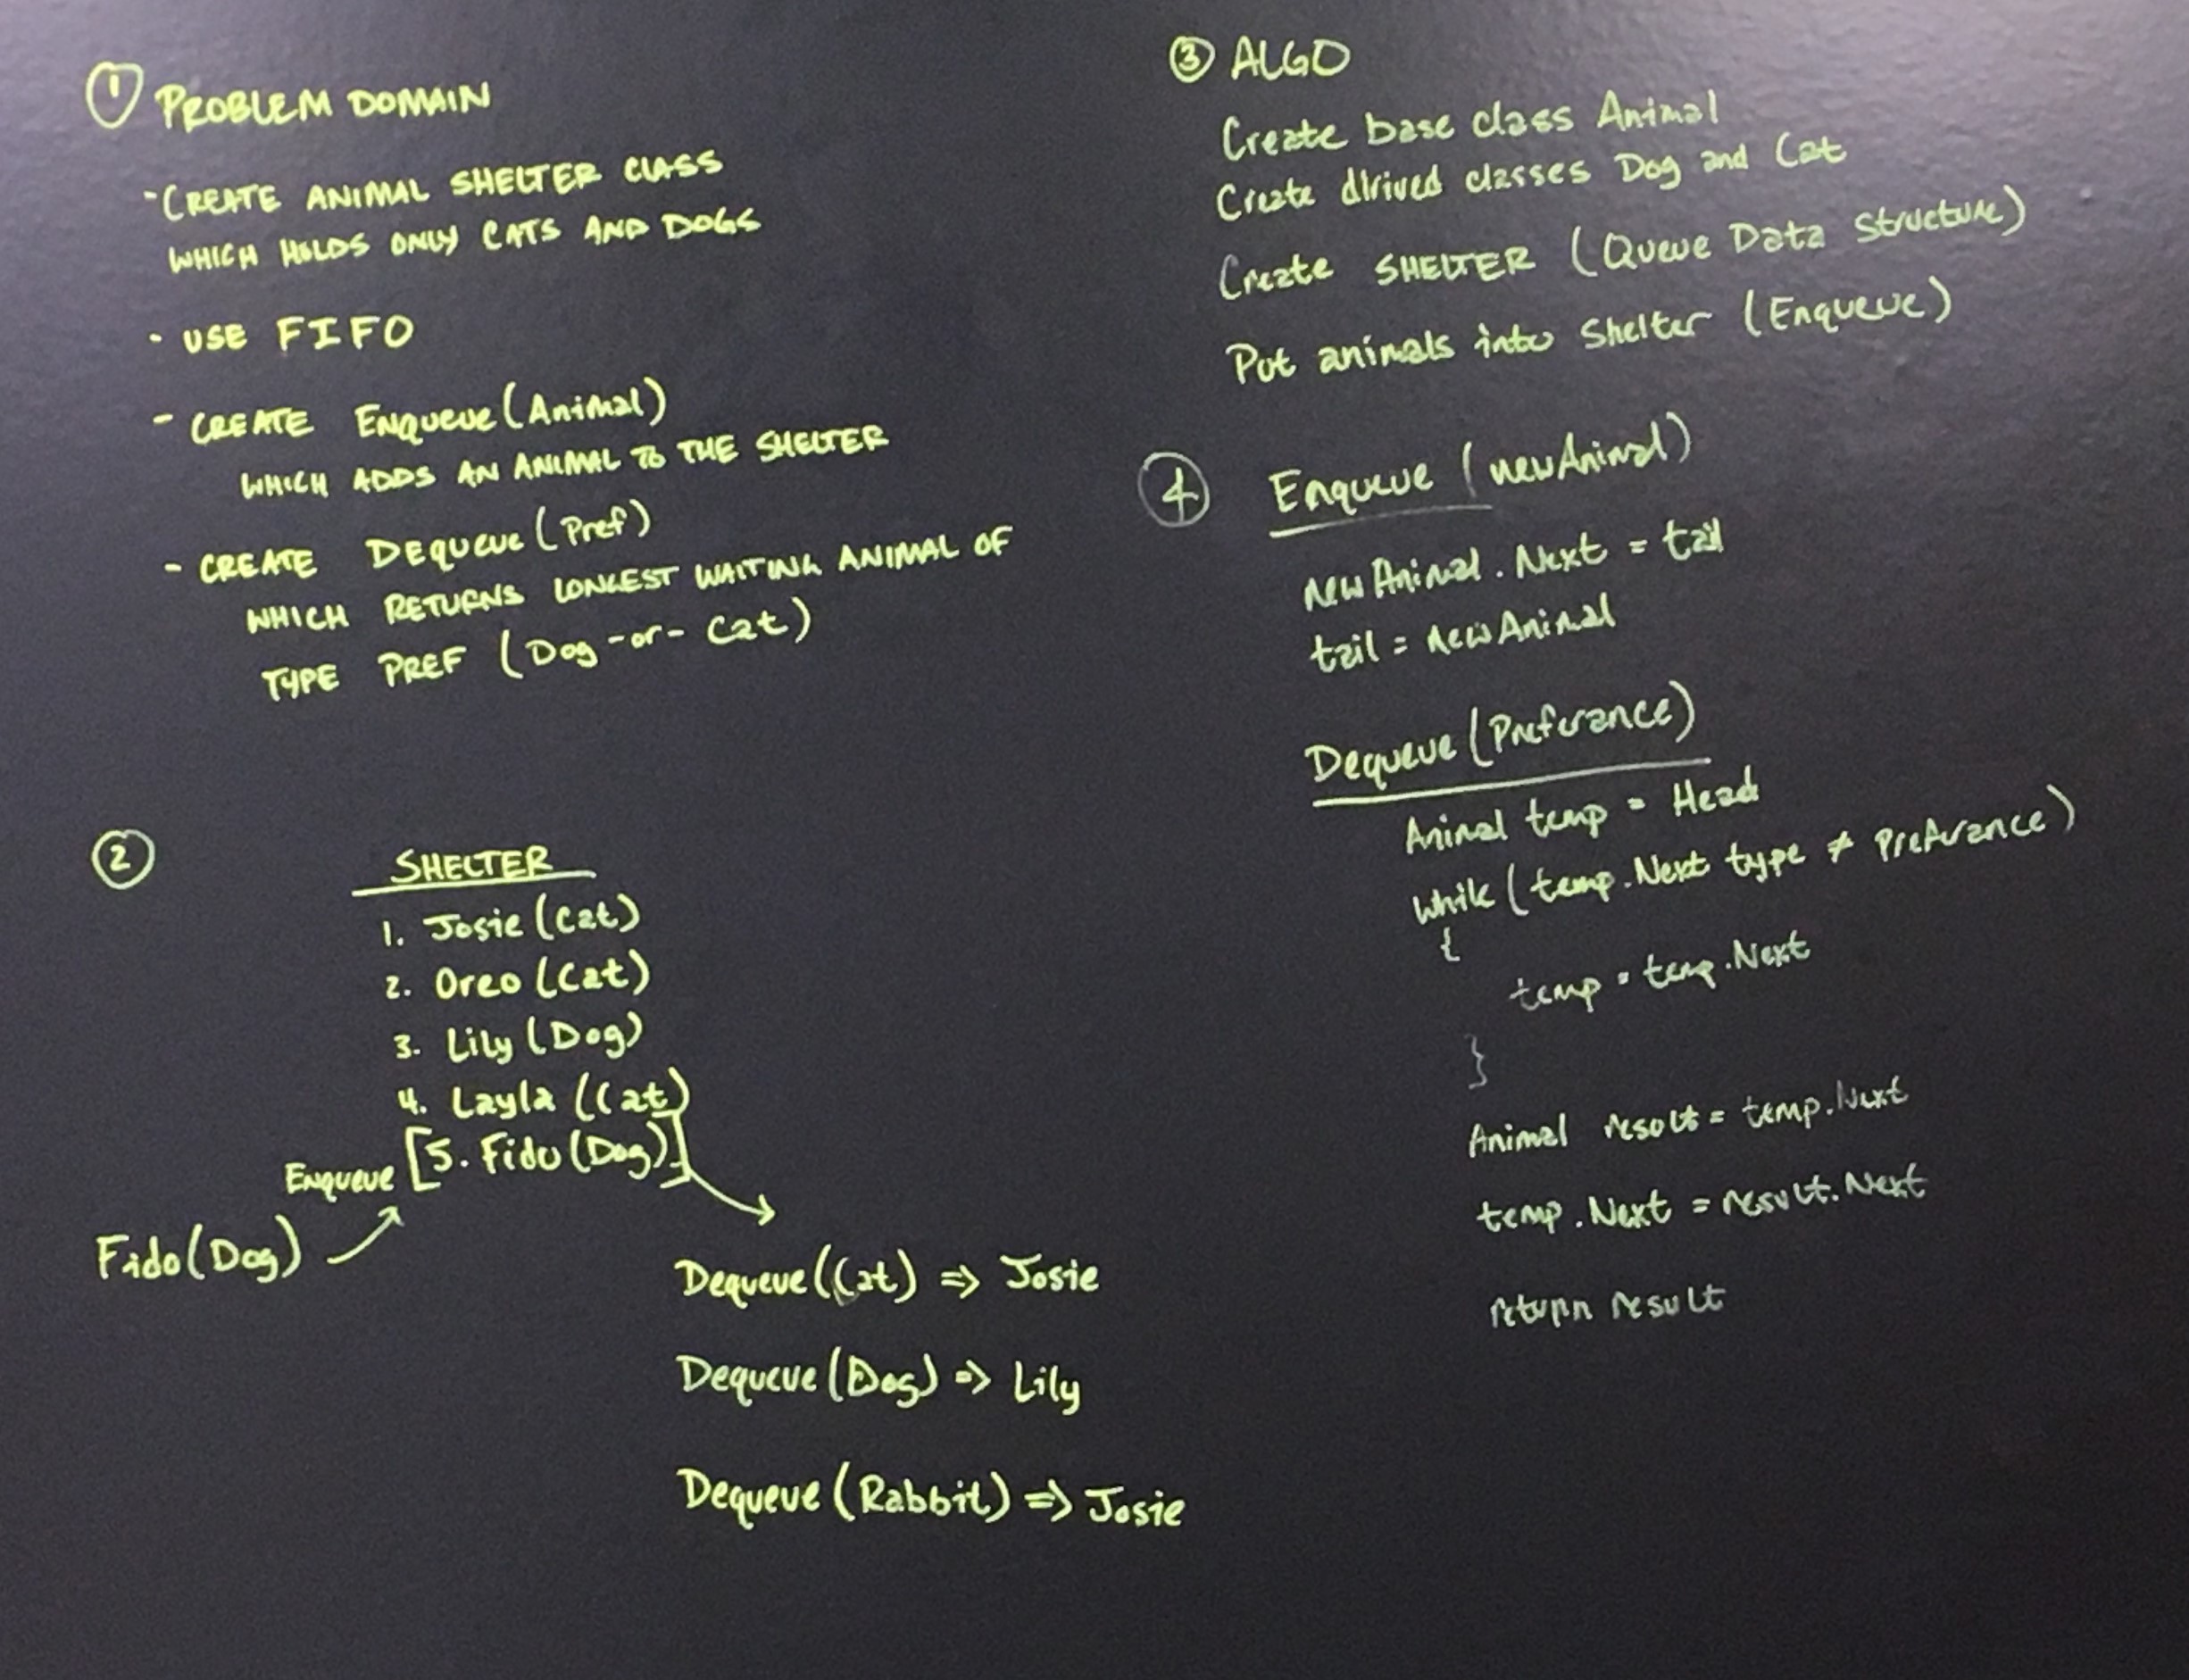 ① PROBLEM DOMAIN
- CREATE ANIMAL SHELTER CLASS
WHICH HOLDS ONLY CATS AND DOGS
- USE FIFO
- CREATE Enqueue (Animal)
WHICH ADDS AN ANIMAL TO THE SHELTER
- CREATE DEqueue (Pref)
WHICH RETURNS LONGEST WAITING ANIMAL OF
TYPE PREF (Dog -or- Cat)
②
SHELTER
1. Josie (Cat)
2. Oreo (Cat)
3. Lily (Dog)
4. Layla (Cat)
Enqueue [5. Fido (Dog)]
Fido (Dog)
Dequeue (Cat) => Josie
Dequeue (Dog) => Lily
Dequeue (Rabbit) => Josie
③ ALGO
Create base class Animal
Create dirived classes Dog and Cat
Create SHELTER (Queue Data Structure)
Put animals into Shelter (Enqueue)
④ Enqueue (newAnimal)
newAnimal.Next = tail
tail = newAnimal
Dequeue (Preferance)
Animal temp = Head
while (temp.Next type ≠ Preferance)
{
temp = temp.Next
}
Animal result = temp.Next
temp.Next = result.Next
return result